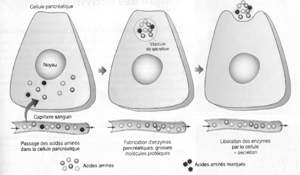 Cellule pancréatique
Noyau
Vésicule
de sécrétion
Capillaire sanguin
Passage des acides aminés
dans la cellule pancréatique
Fabrication d'enzymes
pancréatiques, grosses
molécules protéiques
Libération des enzymes
par la cellule
= sécrétion
Acides aminés
Acides aminés marqués